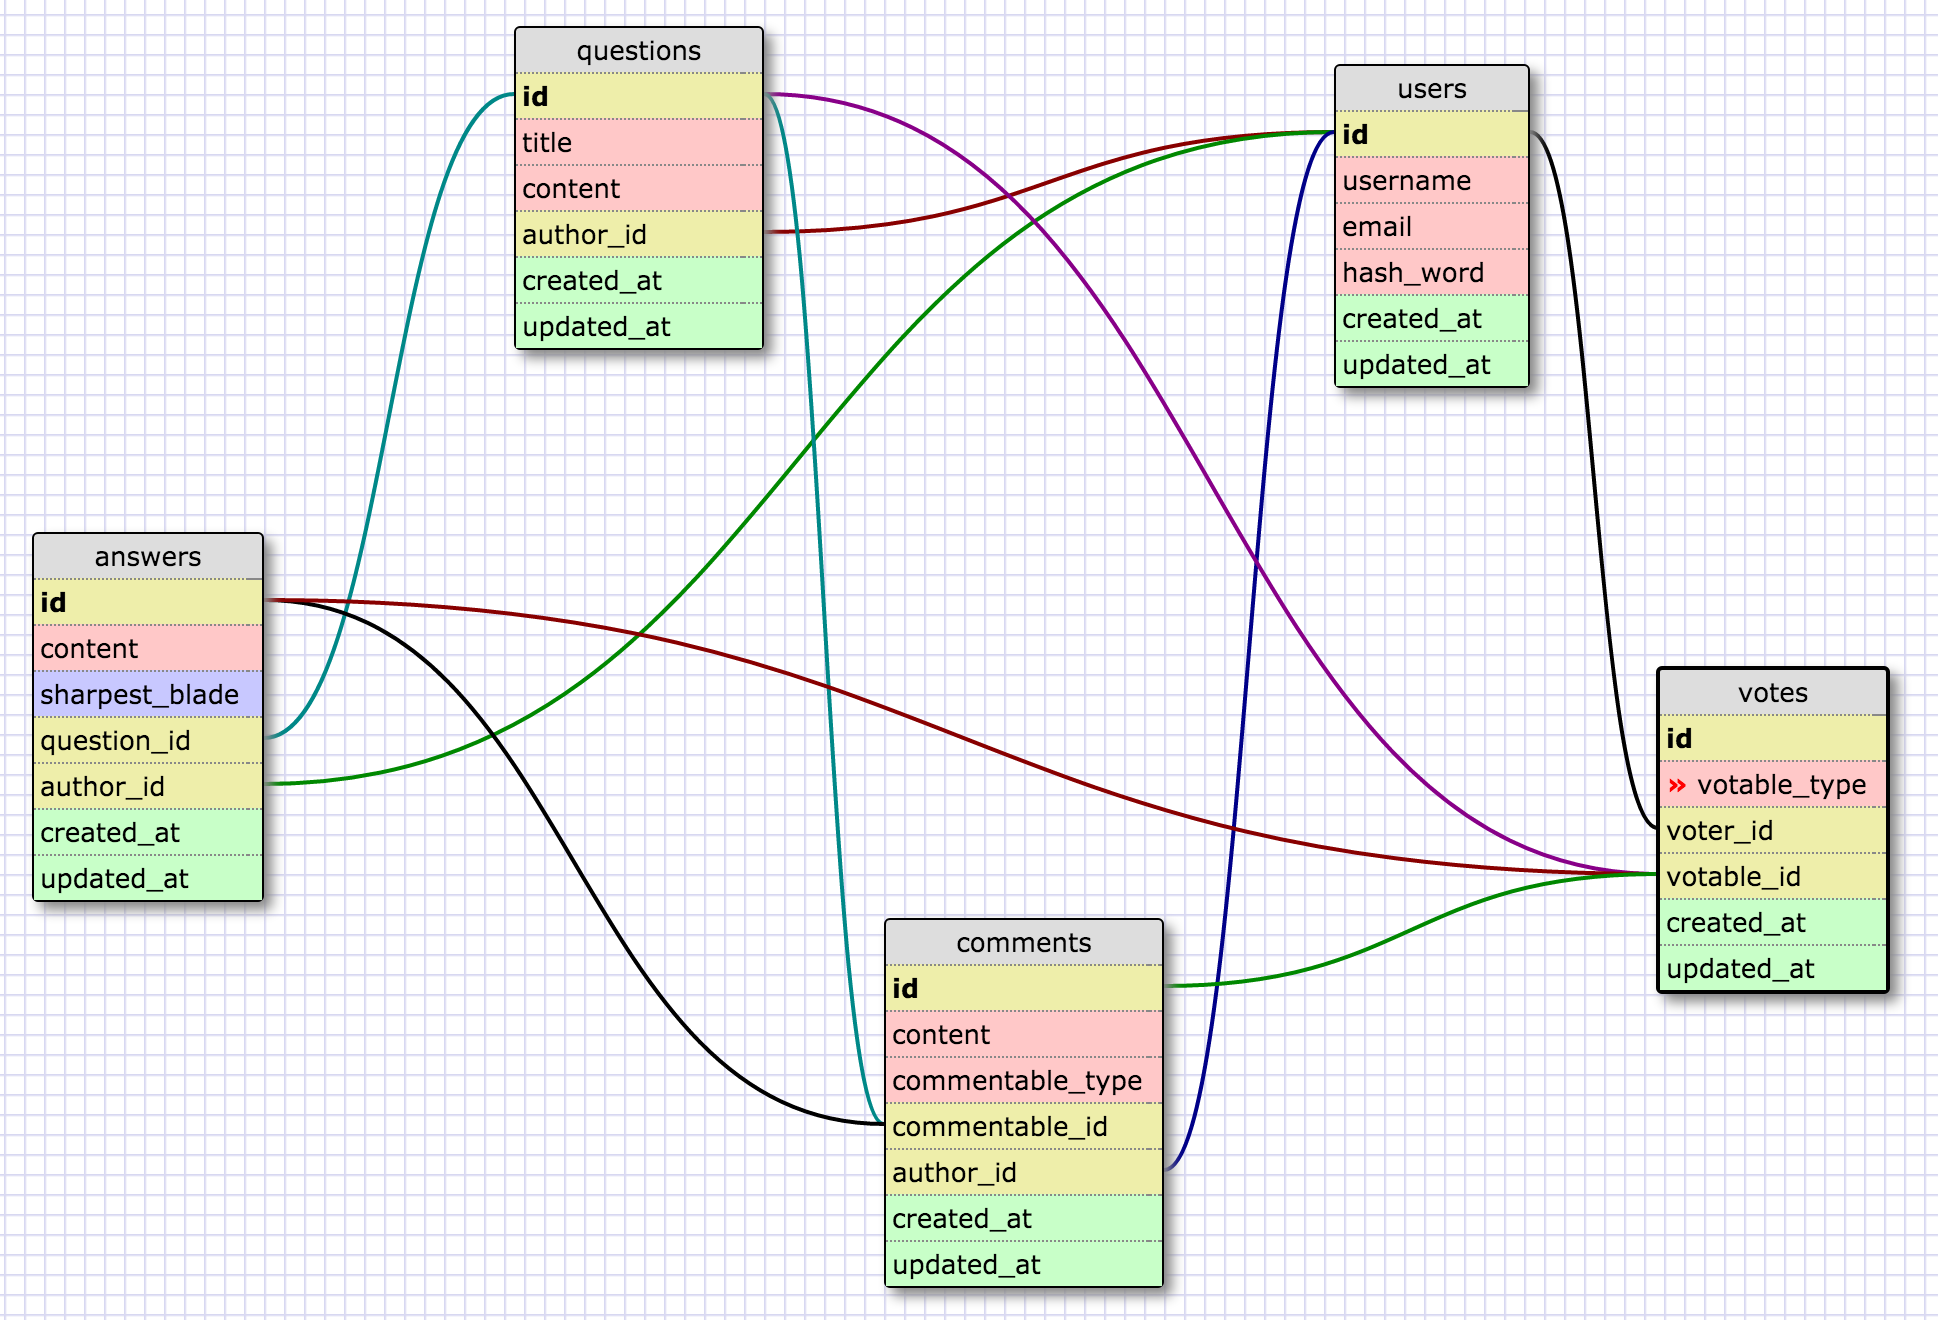 questions
id
title
content
author_id
created_at
updated_at
users
id
username
email
hash_word
created_at
updated_at
answers
id
content
sharpest_blade
question_id
author_id
created_at
updated_at
votes
id
» votable_type
voter_id
votable_id
created_at
updated_at
comments
id
content
commentable_type
commentable_id
author_id
created_at
updated_at